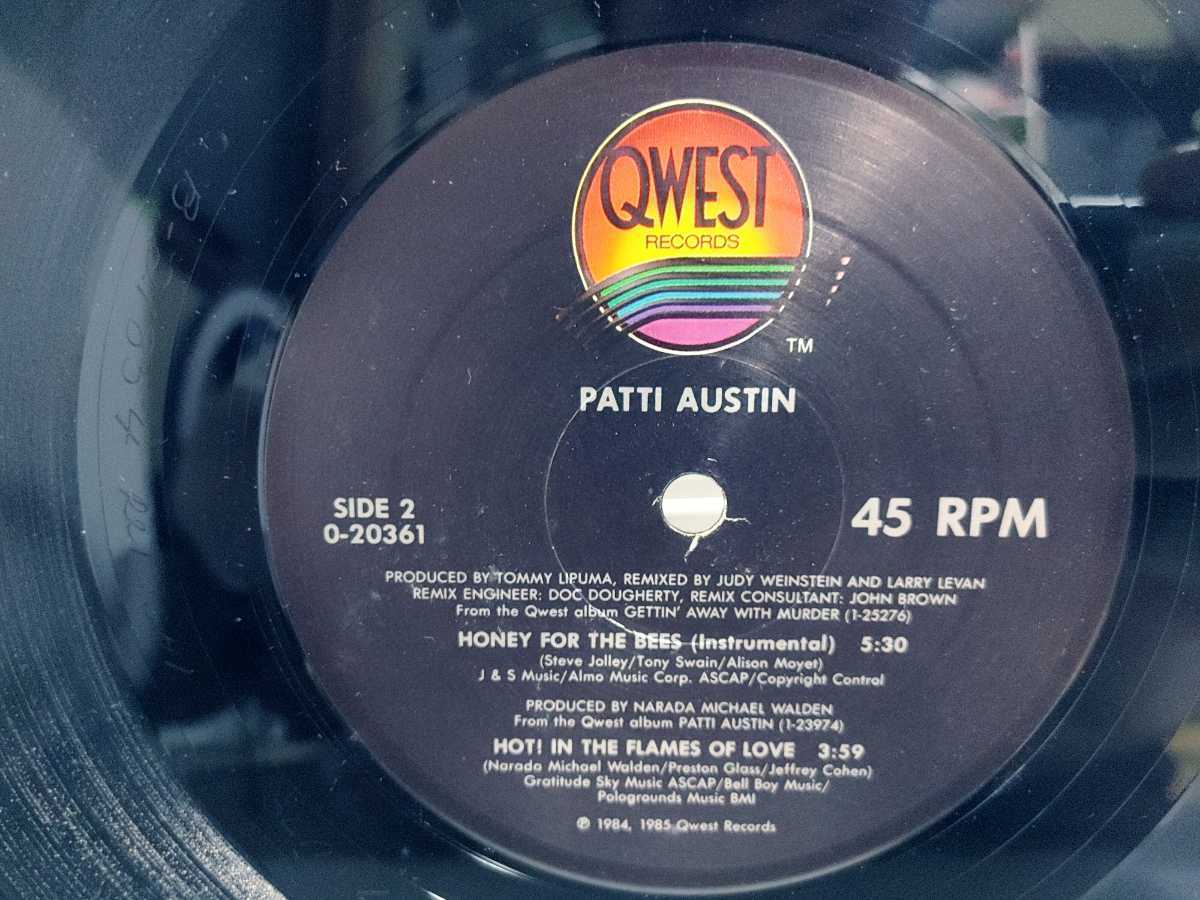 QWEST
RECORDS
TM
PATTI AUSTIN
SIDE 2
0-20361
45 RPM
PRODUCED BY TOMMY LIPUMA, REMIXED BY JUDY WEINSTEIN AND LARRY LEVAN
REMIX ENGINEER: DOC DOUGHERTY, REMIX CONSULTANT: JOHN BROWN
From the Qwest album GETTIN' AWAY WITH MURDER (1-25276)
HONEY FOR THE BEES (Instrumental) 5:30
(Steve Jolley/Tony Swain/Alison Moyet)
J & S Music/Almo Music Corp. ASCAP/Copyright Control
PRODUCED BY NARADA MICHAEL WALDEN
From the Qwest album PATTI AUSTIN (1-23974)
HOT! IN THE FLAMES OF LOVE 3:59
(Narada Michael Walden/Preston Glass/Jeffrey Cohen)
Gratitude Sky Music ASCAP/Bell Boy Music/
Pologrounds Music BMI
℗ 1984, 1985 Qwest Records